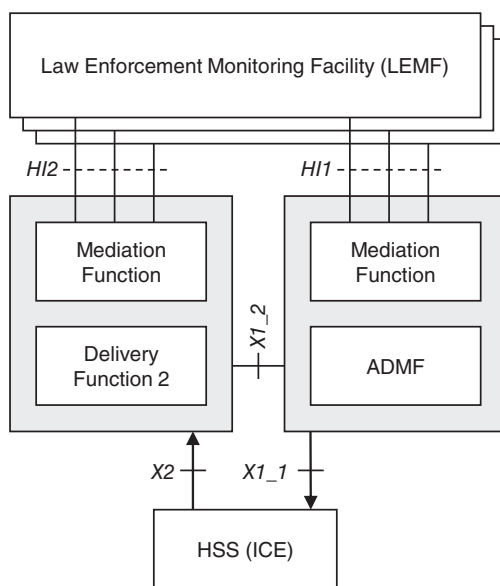 Law Enforcement Monitoring Facility (LEMF)
HI2
HI1
Mediation
Function
Mediation
Function
X1_2
Delivery
Function 2
ADMF
X2
X1_1
HSS (ICE)